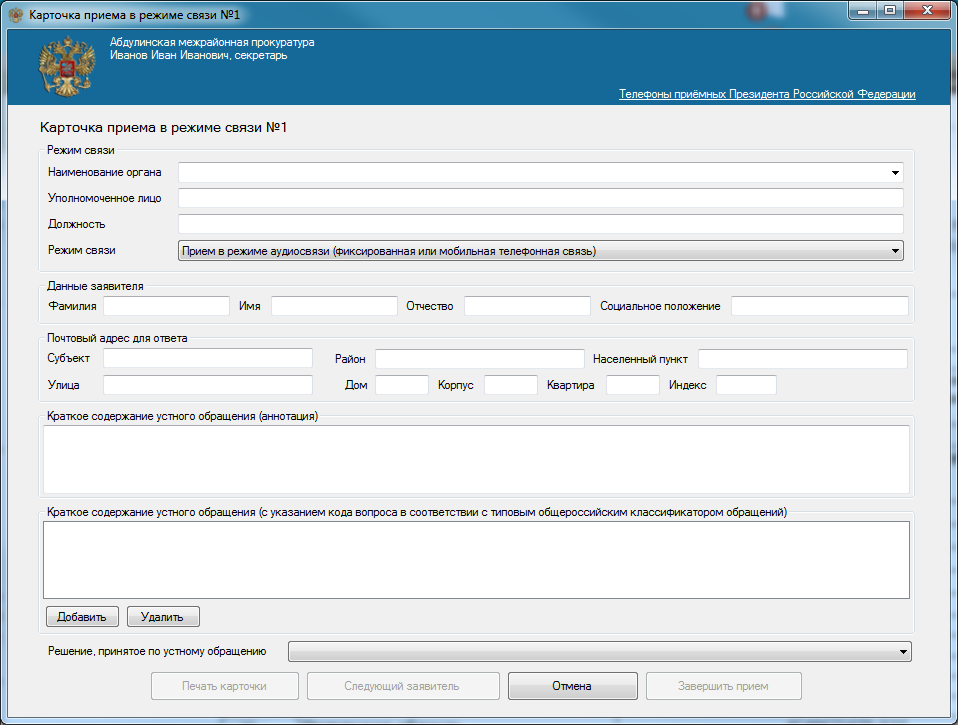 Карточка приема в режиме связи №1
Абдулинская межрайонная прокуратура
Иванов Иван Иванович, секретарь
Телефоны приёмных Президента Российской Федерации
Карточка приема в режиме связи №1
Режим связи
Наименование органа
Уполномоченное лицо
Должность
Режим связи Прием в режиме аудиосвязи (фиксированная или мобильная телефонная связь)
Данные заявителя
Фамилия Имя Отчество Социальное положение
Почтовый адрес для ответа
Субъект Район Населенный пункт
Улица Дом Корпус Квартира Индекс
Краткое содержание устного обращения (аннотация)
Краткое содержание устного обращения (с указанием кода вопроса в соответствии с типовым общероссийским классификатором обращений)
Добавить Удалить
Решение, принятое по устному обращению
Печать карточки Следующий заявитель Отмена Завершить прием